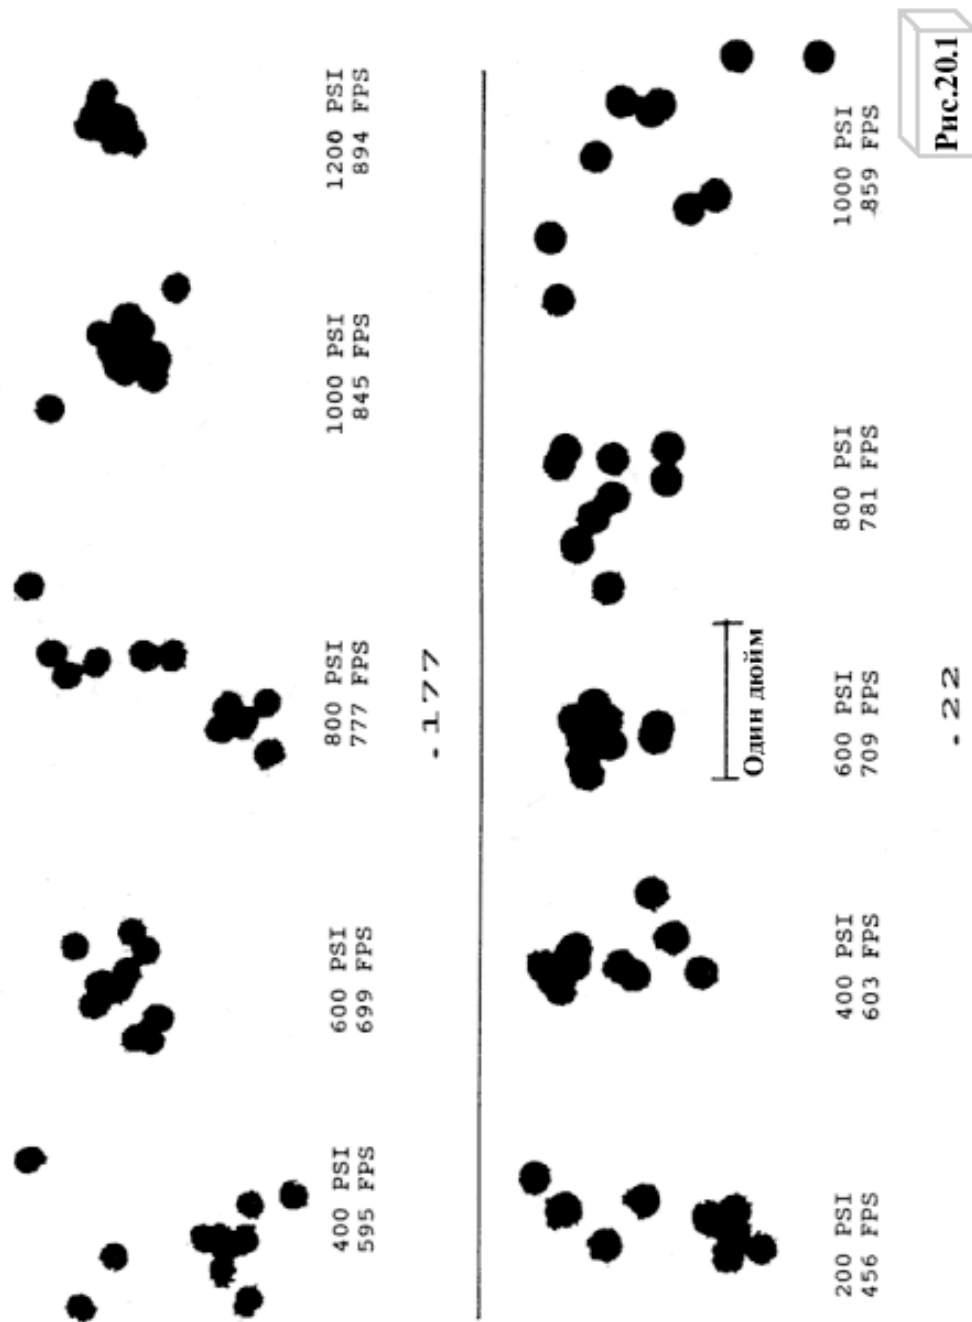 400 PSI
595 FPS
600 PSI
699 FPS
800 PSI
777 FPS
1000 PSI
845 FPS
1200 PSI
894 FPS
.177
Один дюйм
200 PSI
456 FPS
400 PSI
603 FPS
600 PSI
709 FPS
800 PSI
781 FPS
1000 PSI
859 FPS
.22
Рис.20.1